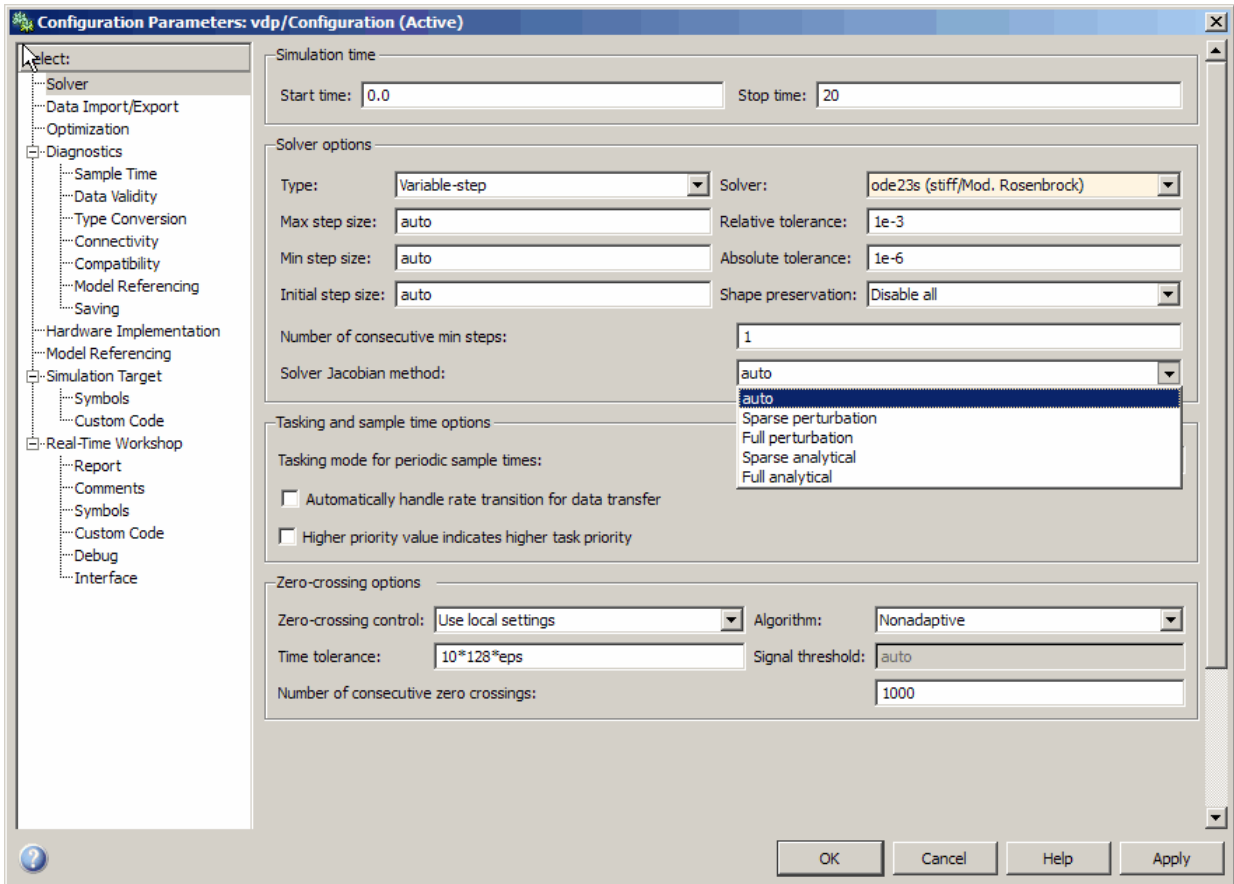 Configuration Parameters: vdp/Configuration (Active)
Select:
Solver
Data Import/Export
Optimization
Diagnostics
Sample Time
Data Validity
Type Conversion
Connectivity
Compatibility
Model Referencing
Saving
Hardware Implementation
Model Referencing
Simulation Target
Symbols
Custom Code
Real-Time Workshop
Report
Comments
Symbols
Custom Code
Debug
Interface
Simulation time
Start time: 0.0 Stop time: 20
Solver options
Type: Variable-step Solver: ode23s (stiff/Mod. Rosenbrock)
Max step size: auto Relative tolerance: 1e-3
Min step size: auto Absolute tolerance: 1e-6
Initial step size: auto Shape preservation: Disable all
Number of consecutive min steps: 1
Solver Jacobian method: auto
auto
Sparse perturbation
Full perturbation
Sparse analytical
Full analytical
Tasking and sample time options
Tasking mode for periodic sample times:
Automatically handle rate transition for data transfer
Higher priority value indicates higher task priority
Zero-crossing options
Zero-crossing control: Use local settings Algorithm: Nonadaptive
Time tolerance: 10*128*eps Signal threshold: auto
Number of consecutive zero crossings: 1000
OK Cancel Help Apply